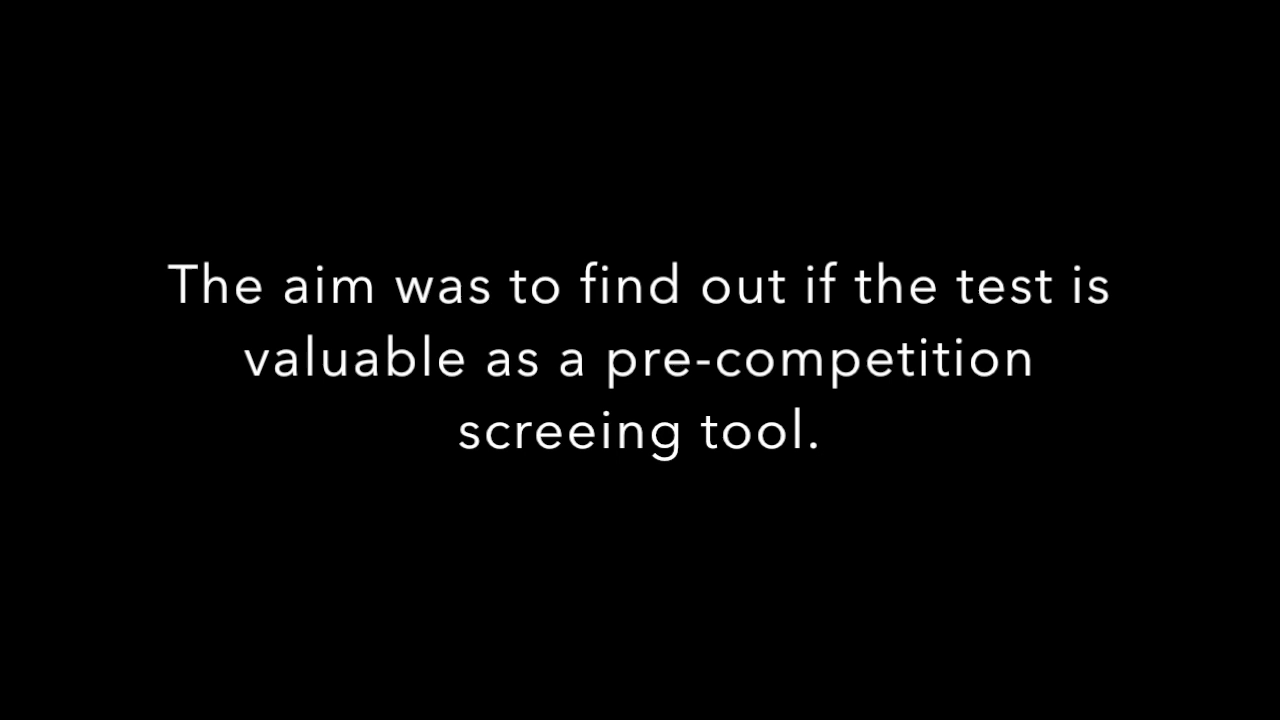 The aim was to find out if the test is
valuable as a pre-competition
screeing tool.